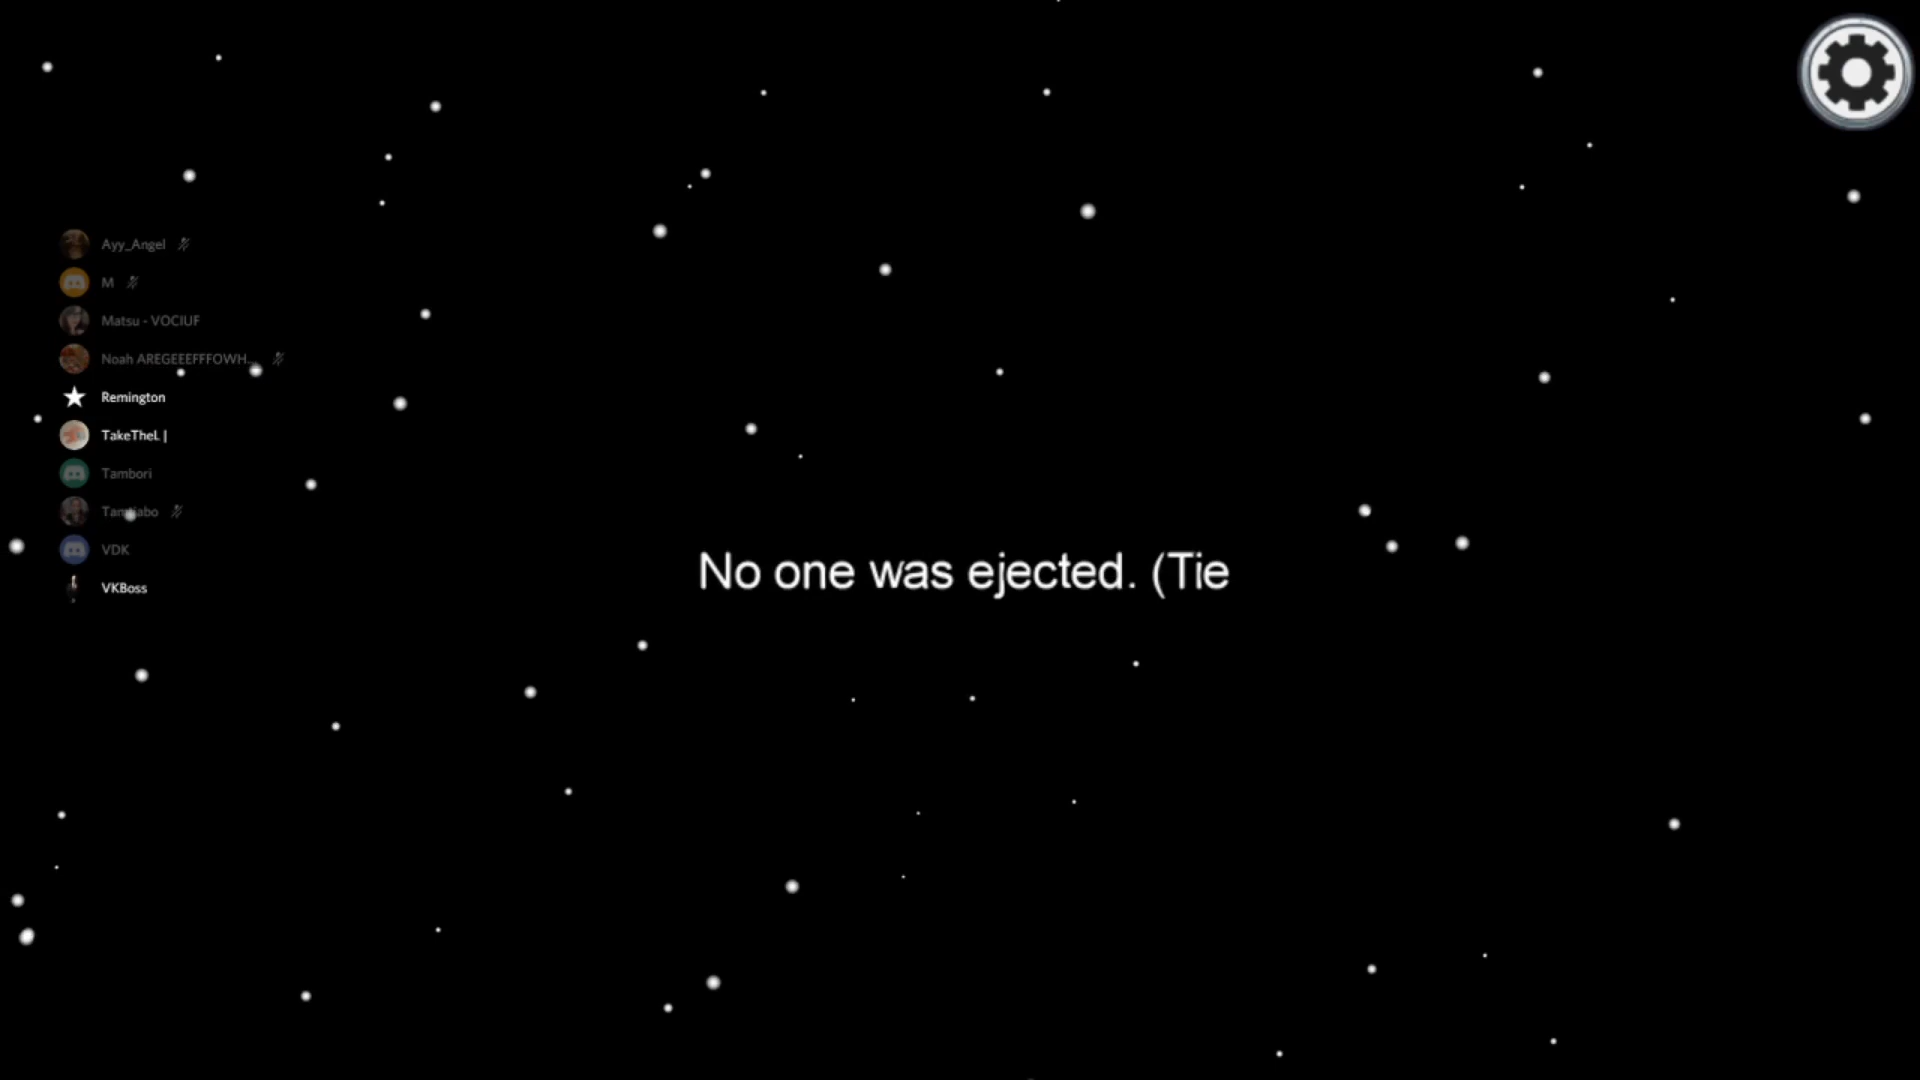 Ayy_Angel
M
Matsu - VOCIUF
Noah AREGEEEFFFOWH...
Remington
TakeTheL |
Tambori
VDK
VKBoss
No one was ejected. (Tie